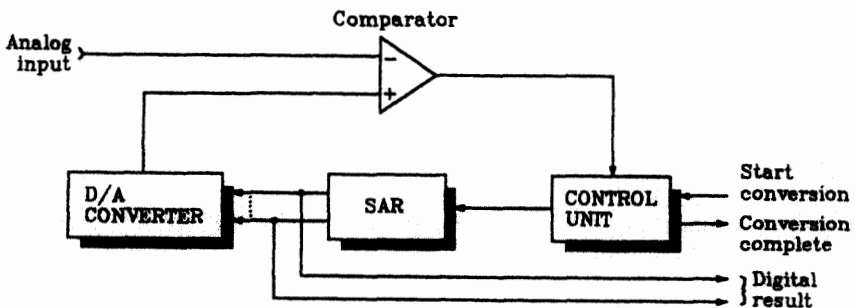 Comparator
Analog
input
−
+
D/A
CONVERTER
SAR
CONTROL
UNIT
Start
conversion
Conversion
complete
Digital
result